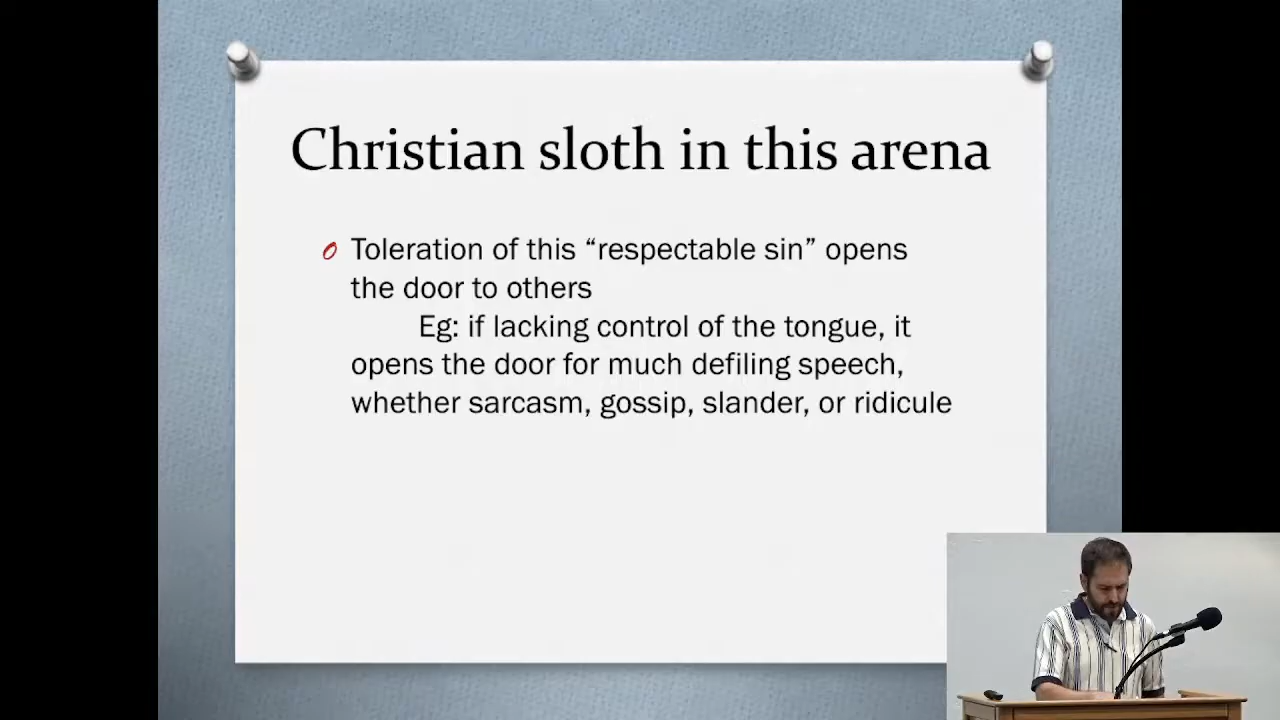 Christian sloth in this arena
Toleration of this “respectable sin” opens
the door to others
Eg: if lacking control of the tongue, it
opens the door for much defiling speech,
whether sarcasm, gossip, slander, or ridicule